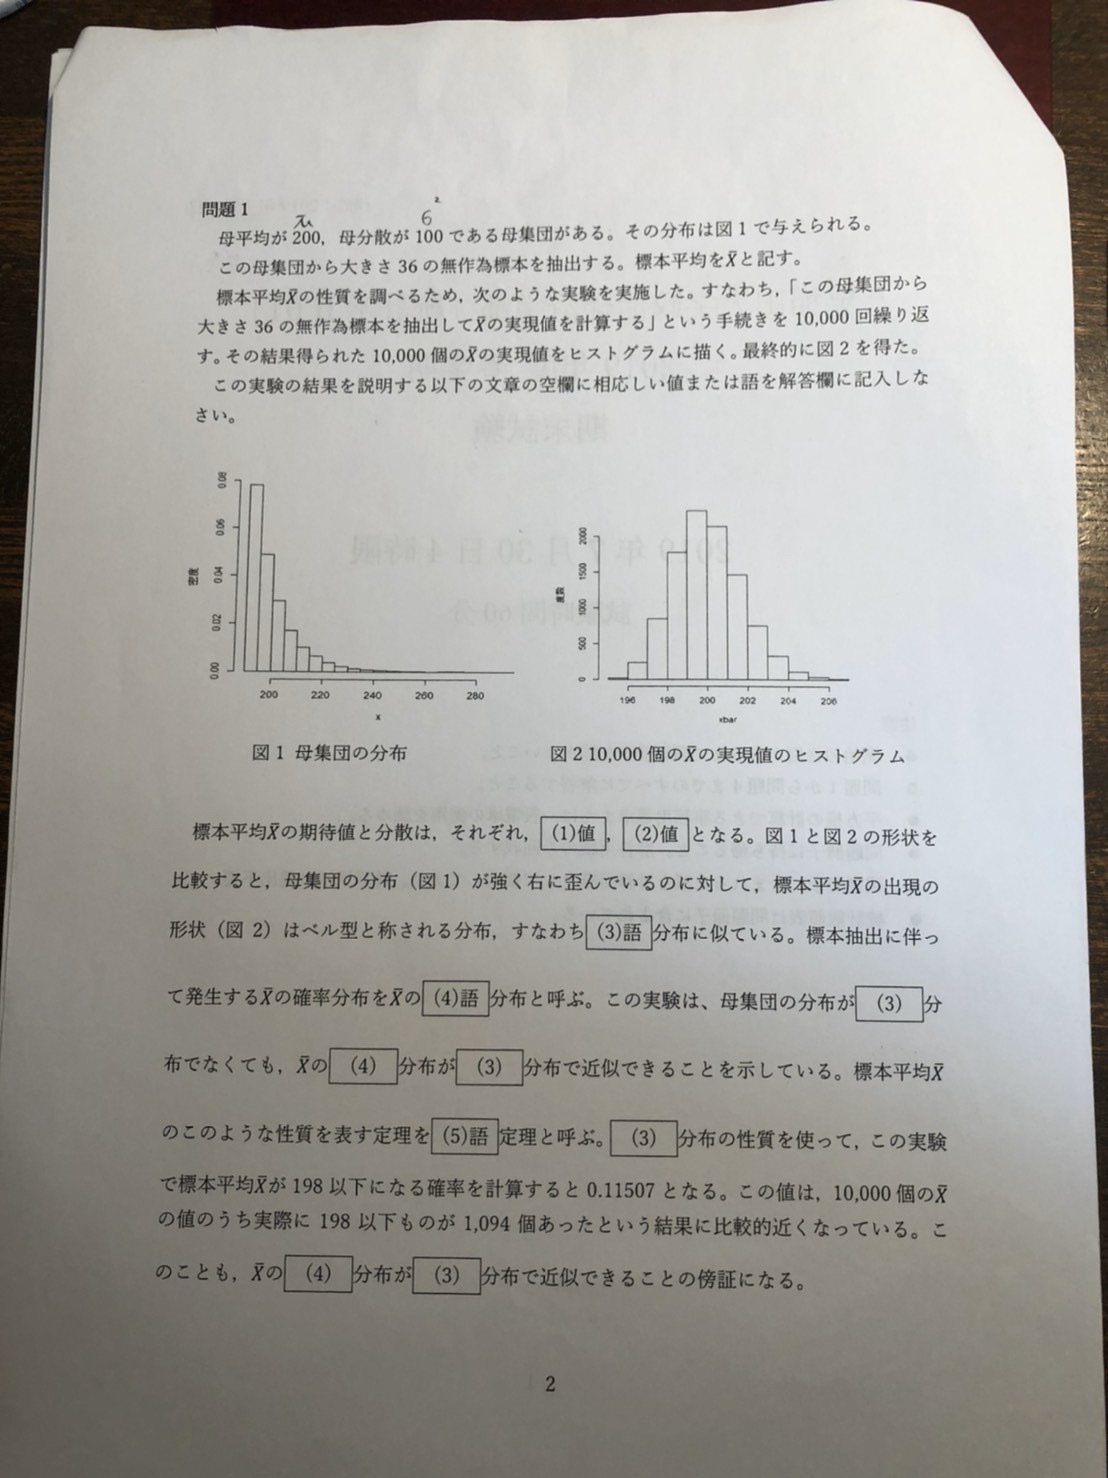 問題1
σ²
母平均が 200，母分散が 100 である母集団がある。その分布は図 1 で与えられる。
この母集団から大きさ 36 の無作為標本を抽出する。標本平均をX̄と記す。
標本平均X̄の性質を調べるため，次のような実験を実施した。すなわち，「この母集団から
大きさ 36 の無作為標本を抽出してX̄の実現値を計算する」という手続きを 10,000 回繰り返
す。その結果得られた 10,000 個のX̄の実現値をヒストグラムに描く。最終的に図 2 を得た。
この実験の結果を説明する以下の文章の空欄に相応しい値または語を解答欄に記入しな
さい。
密度
0.00 0.02 0.04 0.06 0.08
200 220 240 260 280
x
図 1 母集団の分布
度数
0 500 1000 1500 2000
196 198 200 202 204 206
xbar
図 2 10,000 個のX̄の実現値のヒストグラム
標本平均X̄の期待値と分散は，それぞれ，(1)値，(2)値となる。図 1 と図 2 の形状を
比較すると，母集団の分布（図 1）が強く右に歪んでいるのに対して，標本平均X̄の出現の
形状（図 2）はベル型と称される分布，すなわち(3)語分布に似ている。標本抽出に伴っ
て発生するX̄の確率分布をX̄の(4)語分布と呼ぶ。この実験は、母集団の分布が(3)分
布でなくても，X̄の(4)分布が(3)分布で近似できることを示している。標本平均X̄
のこのような性質を表す定理を(5)語定理と呼ぶ。(3)分布の性質を使って，この実験
で標本平均X̄が 198 以下になる確率を計算すると 0.11507 となる。この値は，10,000 個のX̄
の値のうち実際に 198 以下ものが 1,094 個あったという結果に比較的近くなっている。こ
のことも，X̄の(4)分布が(3)分布で近似できることの傍証になる。
2